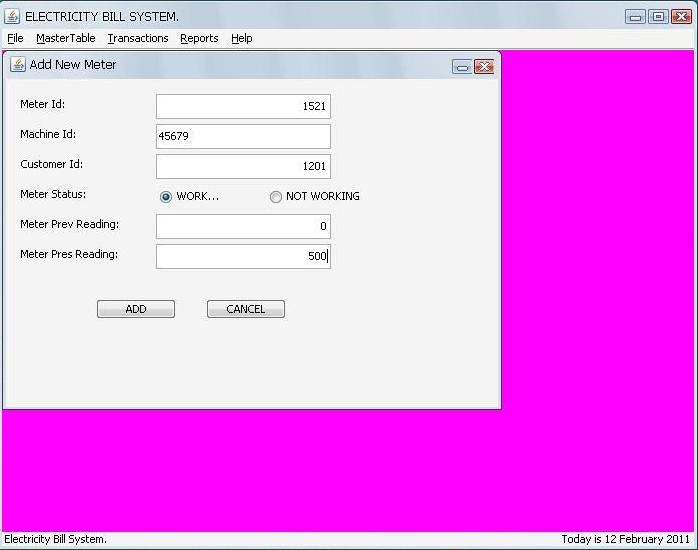 ELECTRICITY BILL SYSTEM.
File MasterTable Transactions Reports Help
Add New Meter
Meter Id: 1521
Machine Id: 45679
Customer Id: 1201
Meter Status: WORK... NOT WORKING
Meter Prev Reading: 0
Meter Pres Reading: 500
ADD CANCEL
Electricity Bill System. Today is 12 February 2011